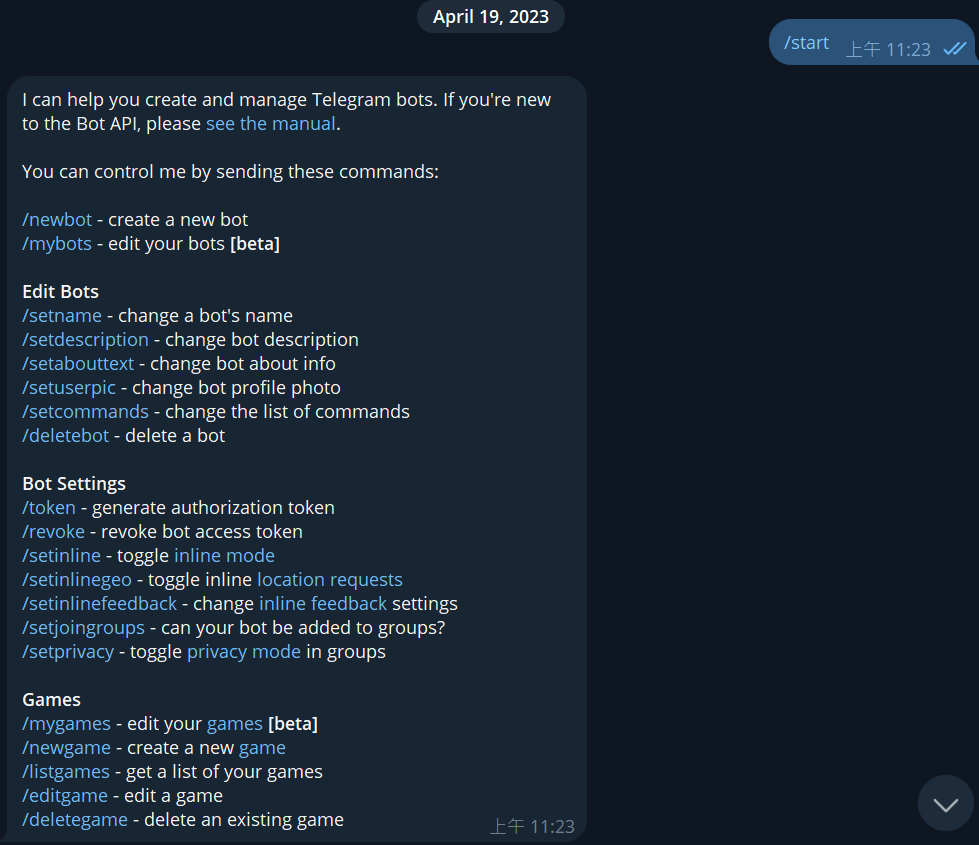 April 19, 2023
/start 上午 11:23
I can help you create and manage Telegram bots. If you're new
to the Bot API, please see the manual.
You can control me by sending these commands:
/newbot - create a new bot
/mybots - edit your bots [beta]
Edit Bots
/setname - change a bot's name
/setdescription - change bot description
/setabouttext - change bot about info
/setuserpic - change bot profile photo
/setcommands - change the list of commands
/deletebot - delete a bot
Bot Settings
/token - generate authorization token
/revoke - revoke bot access token
/setinline - toggle inline mode
/setinlinegeo - toggle inline location requests
/setinlinefeedback - change inline feedback settings
/setjoingroups - can your bot be added to groups?
/setprivacy - toggle privacy mode in groups
Games
/mygames - edit your games [beta]
/newgame - create a new game
/listgames - get a list of your games
/editgame - edit a game
/deletegame - delete an existing game
上午 11:23